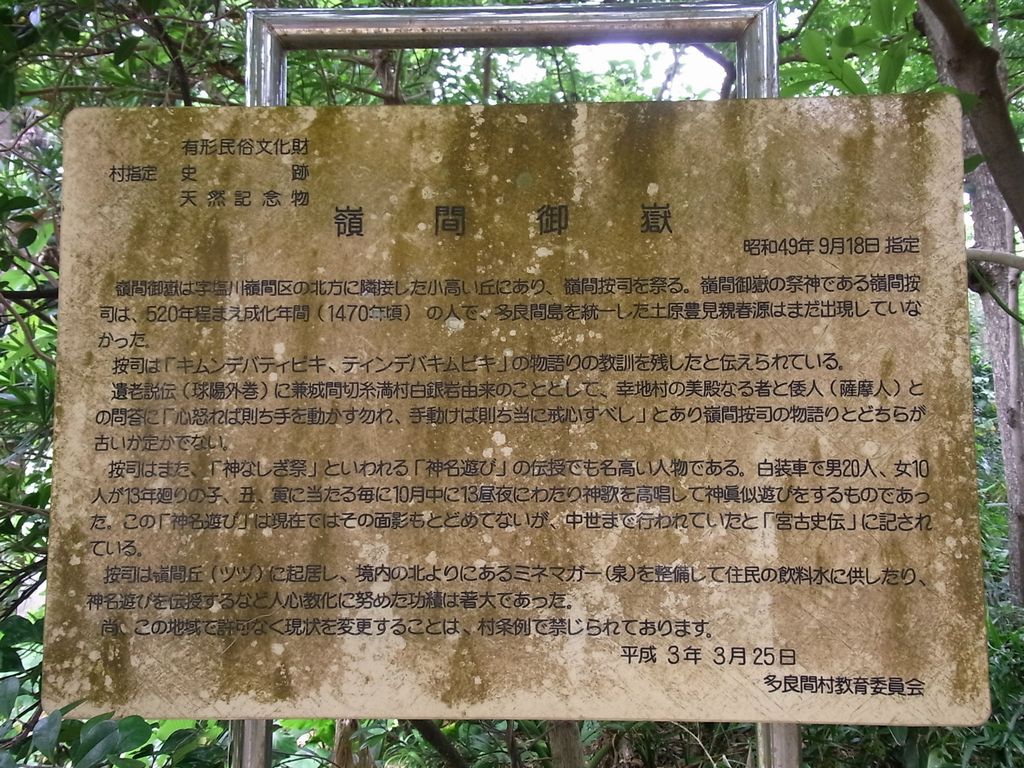 有形民俗文化財
村指定 史 跡
天然記念物
嶺間御嶽
昭和49年9月18日 指定
嶺間御嶽は字塩川嶺間区の北方に隣接した小高い丘にあり、嶺間按司を祭る。嶺間御嶽の祭神である嶺間按
司は、520年程まえ成化年間(1470年頃) の人で、多良間島を統一した土原豊見親春源はまだ出現していな
かった。
按司は「キムンデバティピキ、ティンデバキムピキ」の物語りの教訓を残したと伝えられている。
遺老説伝(球陽外巻)に兼城間切糸満村白銀岩由来のこととして、幸地村の美殿なる者と倭人(薩摩人)と
の問答に「心怒れば則ち手を動かす勿れ、手動けば則ち当に戒心すべし」とあり嶺間按司の物語りとどちらが
古いか定かでない。
按司はまた、「神なしぎ祭」といわれる「神名遊び」の伝授でも名高い人物である。白装束で男20人、女10
人が13年廻りの子、丑、寅に当たる毎に10月中に13昼夜にわたり神歌を高唱して神眞似遊びをするものであっ
た。この「神名遊び」は現在ではその面影もとどめてないが、中世まで行われていたと「宮古史伝」に記され
ている。
按司は嶺間丘(ツヅ)に起居し、境内の北よりにあるミネマガー(泉)を整備して住民の飲料水に供したり、
神名遊びを伝授するなど人心教化に努めた功績は著大であった。
尚、この地域で許可なく現状を変更することは、村条例で禁じられております。
平成 3年 3月25日
多良間村教育委員会